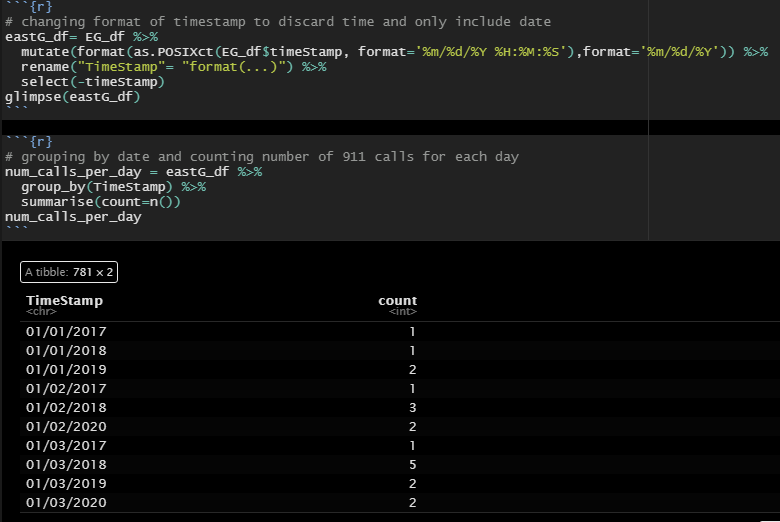 ```{r}
# changing format of timestamp to discard time and only include date
eastG_df= EG_df %>%
  mutate(format(as.POSIXct(EG_df$timeStamp, format='%m/%d/%Y %H:%M:%S'),format='%m/%d/%Y')) %>%
  rename("TimeStamp"= "format(...)") %>%
  select(-timeStamp)
glimpse(eastG_df)
```
```{r}
# grouping by date and counting number of 911 calls for each day
num_calls_per_day = eastG_df %>%
  group_by(TimeStamp) %>%
  summarise(count=n())
num_calls_per_day
```
A tibble: 781 × 2
TimeStamp count
<chr> <int>
01/01/2017 1
01/01/2018 1
01/01/2019 2
01/02/2017 1
01/02/2018 3
01/02/2020 2
01/03/2017 1
01/03/2018 5
01/03/2019 2
01/03/2020 2